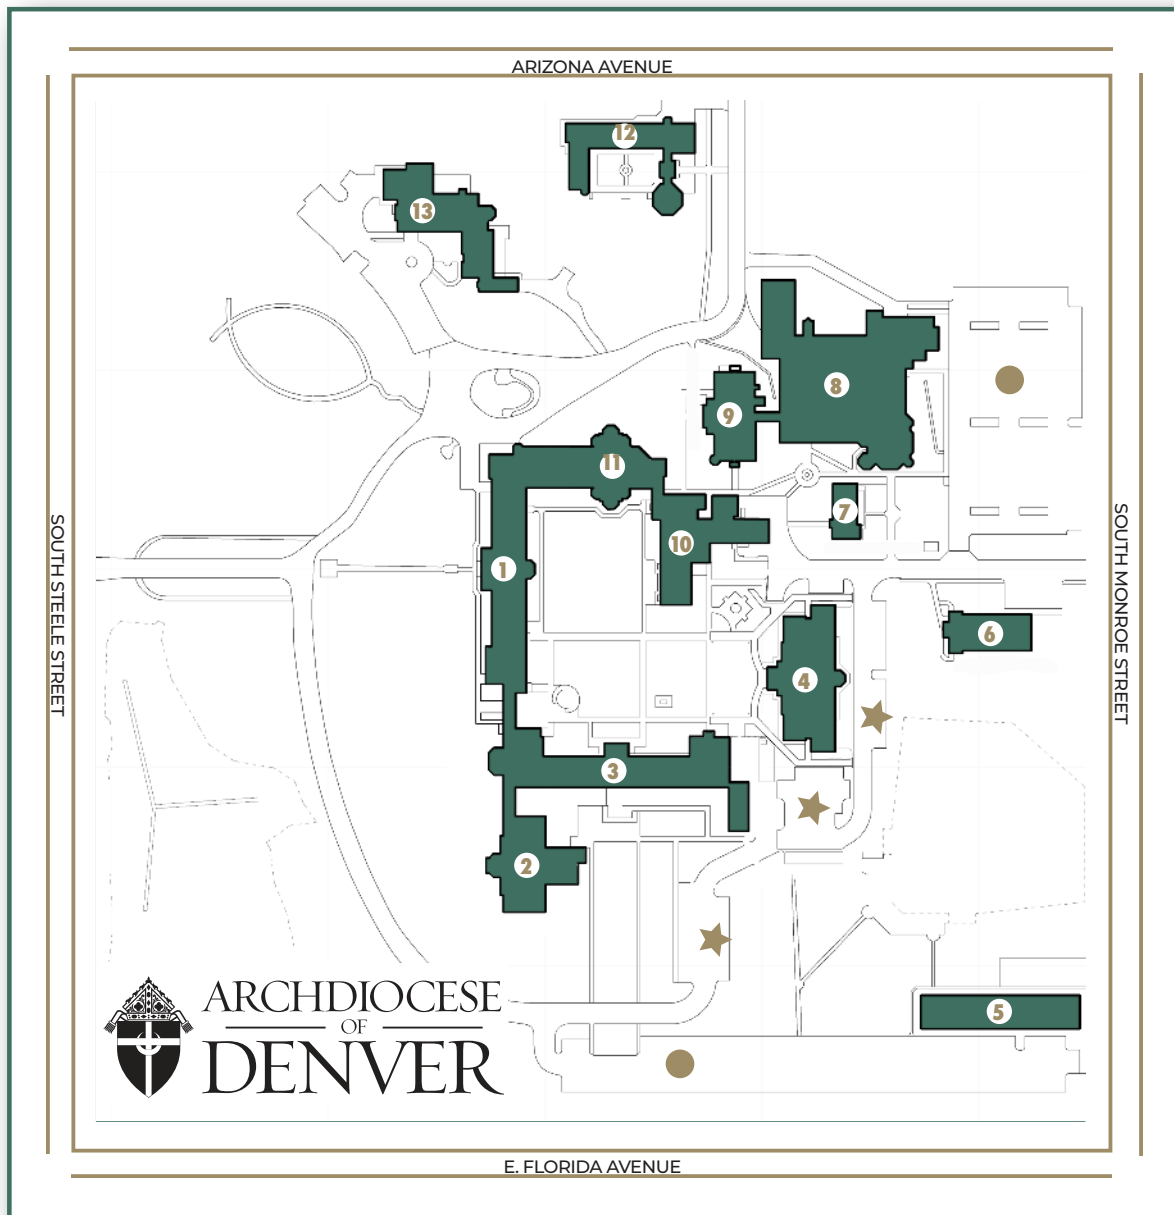 ARIZONA AVENUE
12
13
8
9
11
7
10
1
6
4
3
2
5
SOUTH STEELE STREET
SOUTH MONROE STREET
ARCHDIOCESE
OF
DENVER
E. FLORIDA AVENUE